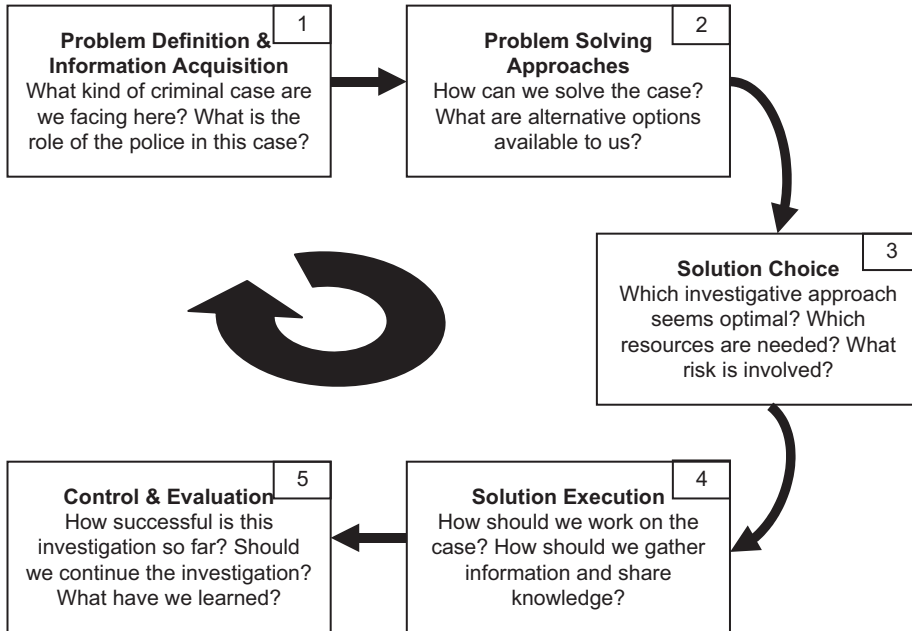 1
Problem Definition &
Information Acquisition
What kind of criminal case are
we facing here? What is the
role of the police in this case?
2
Problem Solving
Approaches
How can we solve the case?
What are alternative options
available to us?
3
Solution Choice
Which investigative approach
seems optimal? Which
resources are needed? What
risk is involved?
4
Solution Execution
How should we work on the
case? How should we gather
information and share
knowledge?
5
Control & Evaluation
How successful is this
investigation so far? Should
we continue the investigation?
What have we learned?